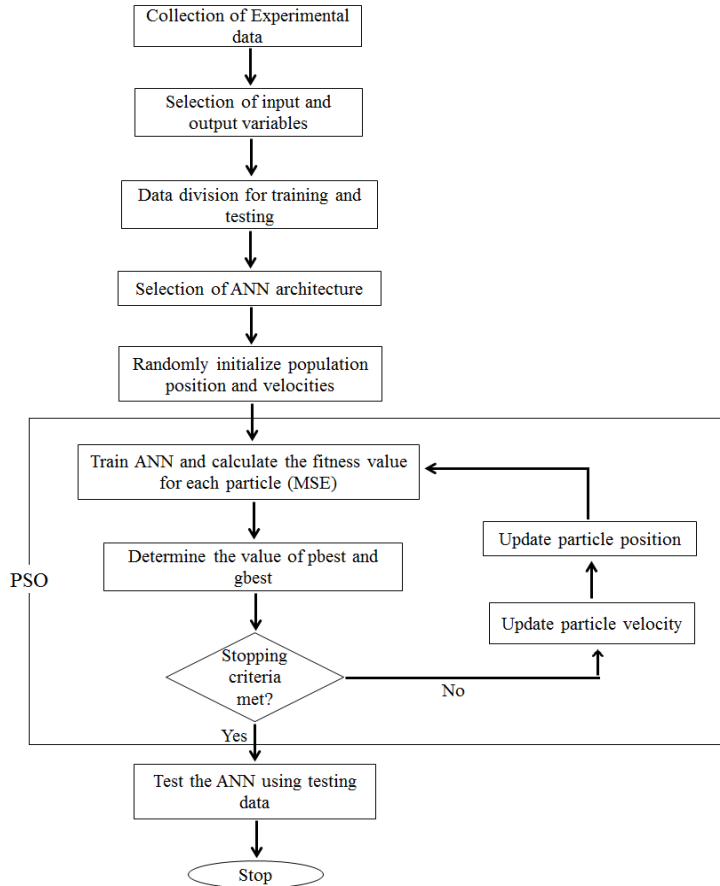 Collection of Experimental
data
Selection of input and
output variables
Data division for training and
testing
Selection of ANN architecture
Randomly initialize population
position and velocities
Train ANN and calculate the fitness value
for each particle (MSE)
Update particle position
Determine the value of pbest and
gbest
PSO
Update particle velocity
Stopping
criteria
met?
No
Yes
Test the ANN using testing
data
Stop